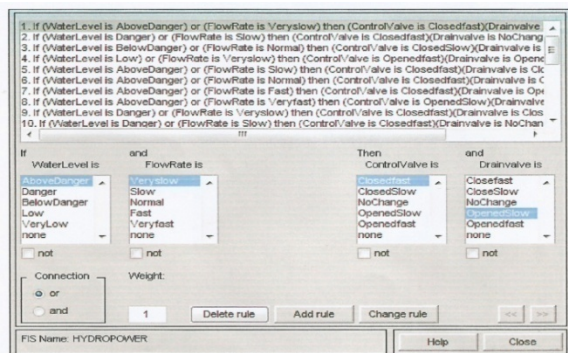 1. If (WaterLevel is AboveDanger) or (FlowRate is Veryslow) then (ControlValve is Closedfast)(Drainvalve
2. If (WaterLevel is Danger) or (FlowRate is Slow) then (ControlValve is Closedfast)(Drainvalve is NoChang
3. If (WaterLevel is BelowDanger) or (FlowRate is Normal) then (ControlValve is ClosedSlow)(Drainvalve is
4. If (WaterLevel is Low) or (FlowRate is Veryslow) then (ControlValve is Openedfast)(Drainvalve is Opene
5. If (WaterLevel is AboveDanger) or (FlowRate is Slow) then (ControlValve is Closedfast)(Drainvalve is Clo
6. If (WaterLevel is AboveDanger) or (FlowRate is Normal) then (ControlValve is Closedfast)(Drainvalve is C
7. If (WaterLevel is AboveDanger) or (FlowRate is Fast) then (ControlValve is Closedfast)(Drainvalve is Ope
8. If (WaterLevel is AboveDanger) or (FlowRate is Veryfast) then (ControlValve is OpenedSlow)(Drainvalve
9. If (WaterLevel is Danger) or (FlowRate is Veryslow) then (ControlValve is Closedfast)(Drainvalve is Clos
10. If (WaterLevel is Danger) or (FlowRate is Slow) then (ControlValve is Closedfast)(Drainvalve is NoChan
If and Then and
WaterLevel is FlowRate is ControlValve is Drainvalve is
AboveDanger Veryslow Closedfast Closefast
Danger Slow ClosedSlow CloseSlow
BelowDanger Normal NoChange NoChange
Low Fast OpenedSlow OpenedSlow
VeryLow Veryfast Openedfast Openedfast
none none none none
not not not not
Connection Weight:
or
and 1 Delete rule Add rule Change rule << >>
FIS Name: HYDROPOWER Help Close